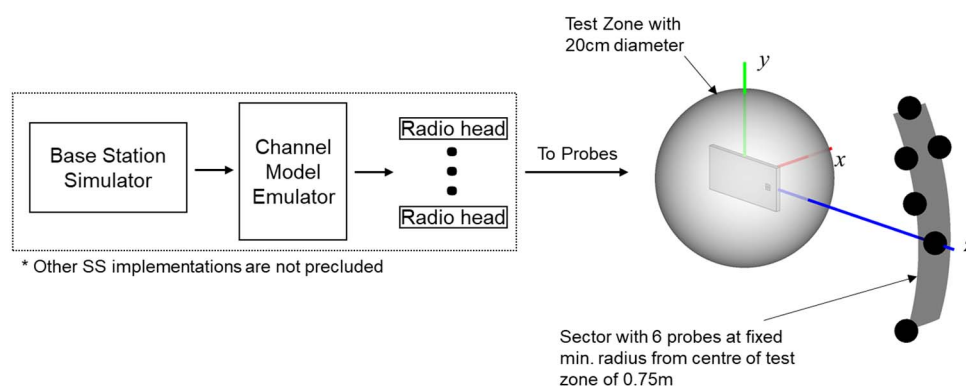 Test Zone with
20cm diameter
y
Base Station
Simulator
Channel
Model
Emulator
Radio head
Radio head
To Probes
x
* Other SS implementations are not precluded
Sector with 6 probes at fixed
min. radius from centre of test
zone of 0.75m